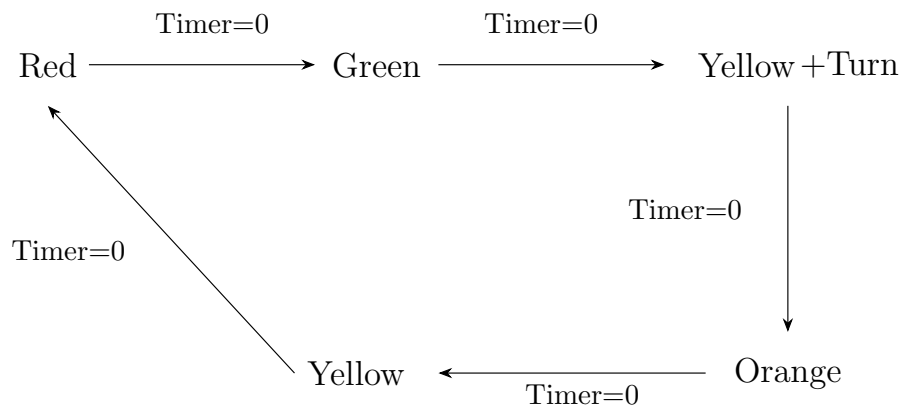 Timer=0
Timer=0
Red
Green
Yellow+Turn
Timer=0
Timer=0
Yellow
Orange
Timer=0